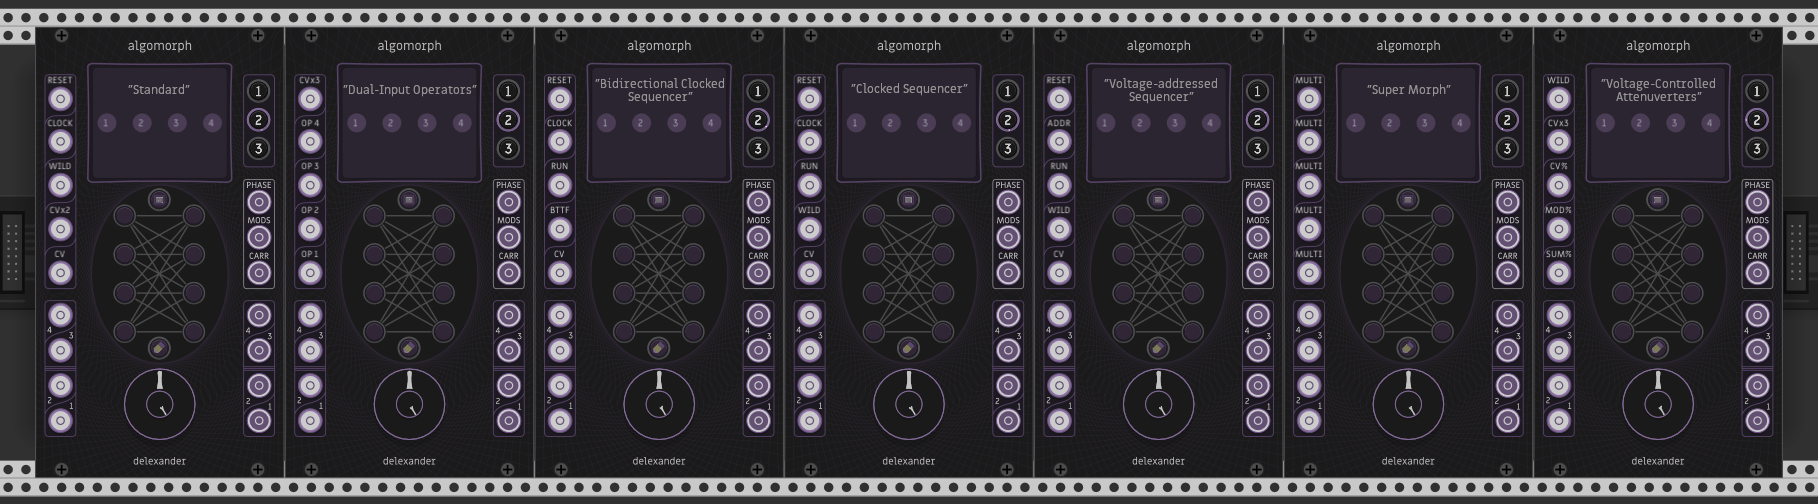 algomorph
RESET
"Standard"
1
1 2 3 4
CLOCK
2
WILD
3
PHASE
CVx2
MODS
CV
CARR
4
3
4
3
2
1
2
1
delexander
algomorph
CVx3
"Dual-Input Operators"
1
1 2 3 4
OP 4
2
OP 3
3
PHASE
OP 2
MODS
OP 1
CARR
4
3
4
3
2
1
2
1
delexander
algomorph
RESET
"Bidirectional Clocked
Sequencer"
1
1 2 3 4
CLOCK
2
RUN
3
PHASE
BTTF
MODS
CV
CARR
4
3
4
3
2
1
2
1
delexander
algomorph
RESET
"Clocked Sequencer"
1
1 2 3 4
CLOCK
2
RUN
3
PHASE
WILD
MODS
CV
CARR
4
3
4
3
2
1
2
1
delexander
algomorph
RESET
"Voltage-addressed
Sequencer"
1
1 2 3 4
ADDR
2
RUN
3
PHASE
WILD
MODS
CV
CARR
4
3
4
3
2
1
2
1
delexander
algomorph
MULTI
"Super Morph"
1
1 2 3 4
MULTI
2
MULTI
3
PHASE
MULTI
MODS
MULTI
CARR
4
3
4
3
2
1
2
1
delexander
algomorph
WILD
"Voltage-Controlled
Attenuverters"
1
1 2 3 4
CVx3
2
CV%
3
PHASE
MOD%
MODS
SUM%
CARR
4
3
4
3
2
1
2
1
delexander